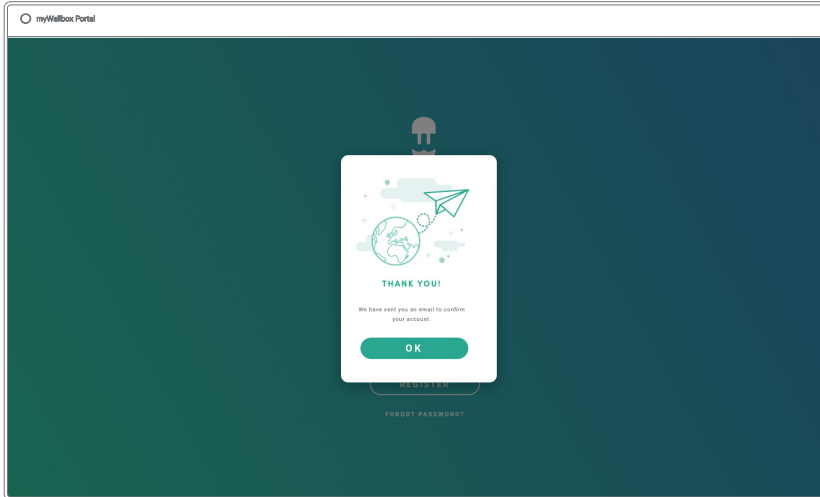 myWallbox Portal
THANK YOU!
We have sent you an email to confirm
your account.
OK
REGISTER
FORGOT PASSWORD?